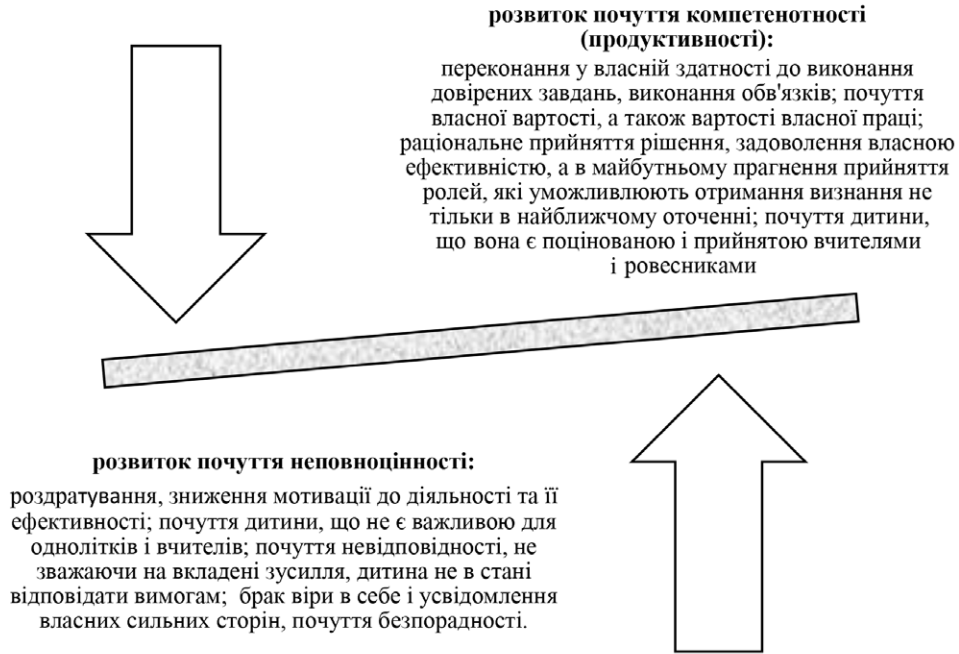 розвиток почуття компетенотності
(продуктивності):
переконання у власній здатності до виконання
довірених завдань, виконання обв'язків; почуття
власної вартості, а також вартості власної праці;
раціональне прийняття рішення, задоволення власною
ефективністю, а в майбутньому прагнення прийняття
ролей, які уможливлюють отримання визнання не
тільки в найближчому оточенні; почуття дитини,
що вона є поцінованою і прийнятою вчителями
і ровесниками
розвиток почуття неповноцінності:
роздратування, зниження мотивації до діяльності та її
ефективності; почуття дитини, що не є важливою для
однолітків і вчителів; почуття невідповідності, не
зважаючи на вкладені зусилля, дитина не в стані
відповідати вимогам; брак віри в себе і усвідомлення
власних сильних сторін, почуття безпорадності.